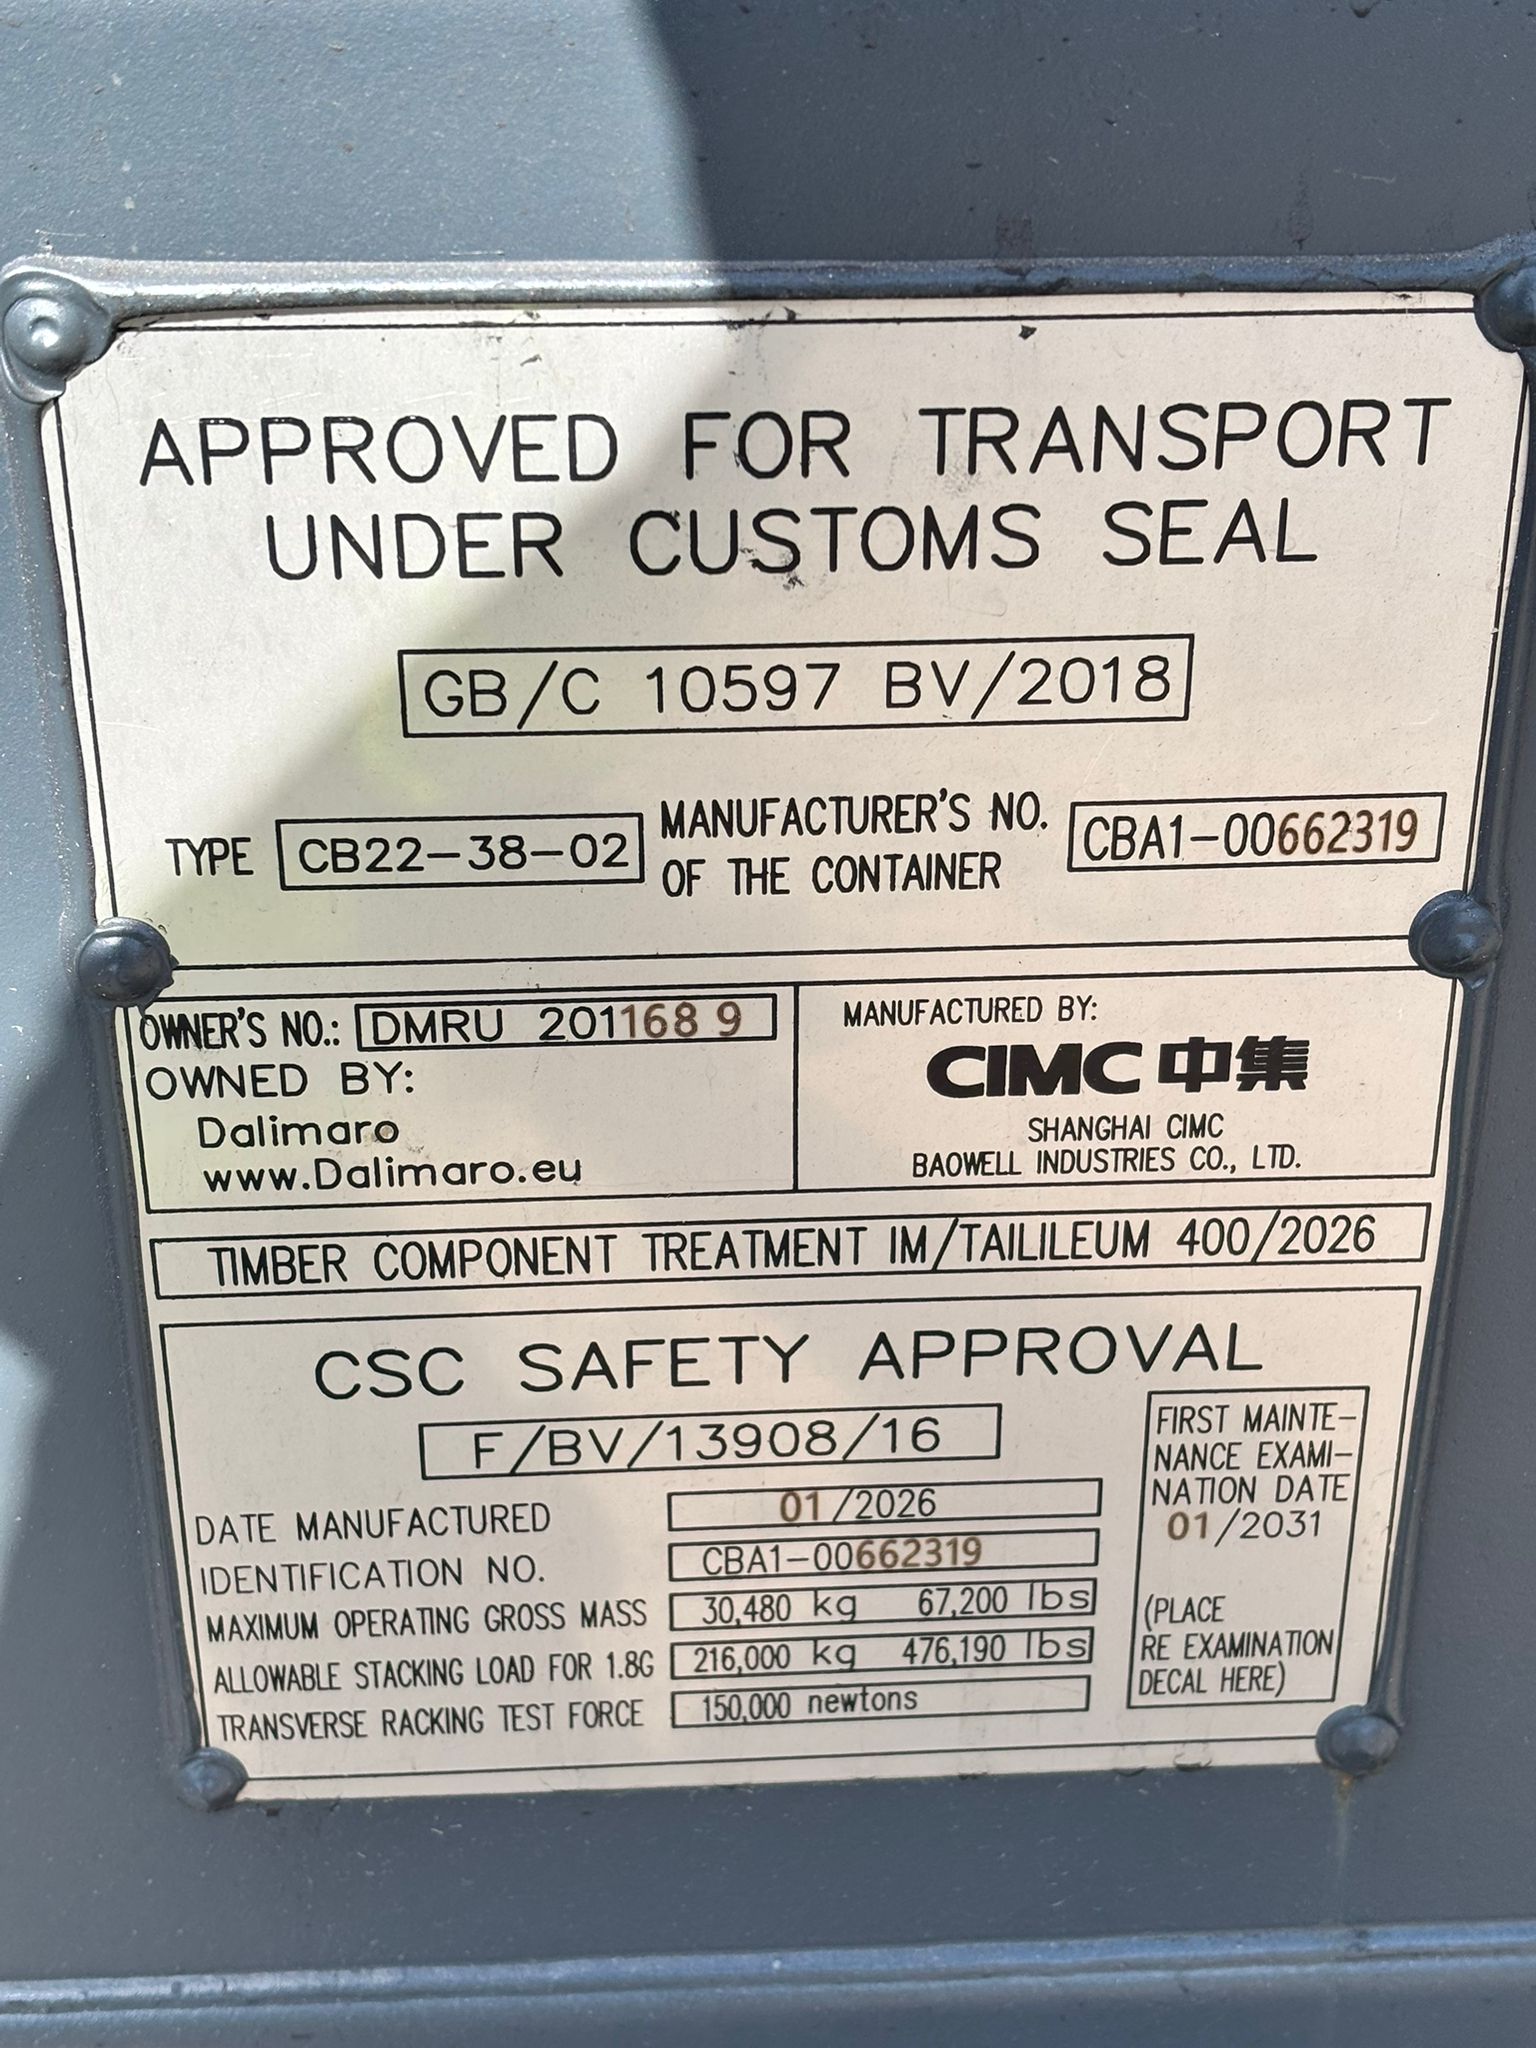 APPROVED FOR TRANSPORT
UNDER CUSTOMS SEAL
GB/C 10597 BV/2018
TYPE CB22-38-02
MANUFACTURER'S NO.
OF THE CONTAINER
CBA1-00662319
OWNER'S NO.: DMRU 201168 9
OWNED BY:
Dalimaro
www.Dalimaro.eu
MANUFACTURED BY:
CIMC 中集
SHANGHAI CIMC
BAOWELL INDUSTRIES CO., LTD.
TIMBER COMPONENT TREATMENT IM/TAILILEUM 400/2026
CSC SAFETY APPROVAL
F/BV/13908/16
DATE MANUFACTURED 01/2026
IDENTIFICATION NO. CBA1-00662319
MAXIMUM OPERATING GROSS MASS 30,480 kg 67,200 lbs
ALLOWABLE STACKING LOAD FOR 1.8G 216,000 kg 476,190 lbs
TRANSVERSE RACKING TEST FORCE 150,000 newtons
FIRST MAINTE-
NANCE EXAMI-
NATION DATE
01/2031
(PLACE
RE EXAMINATION
DECAL HERE)